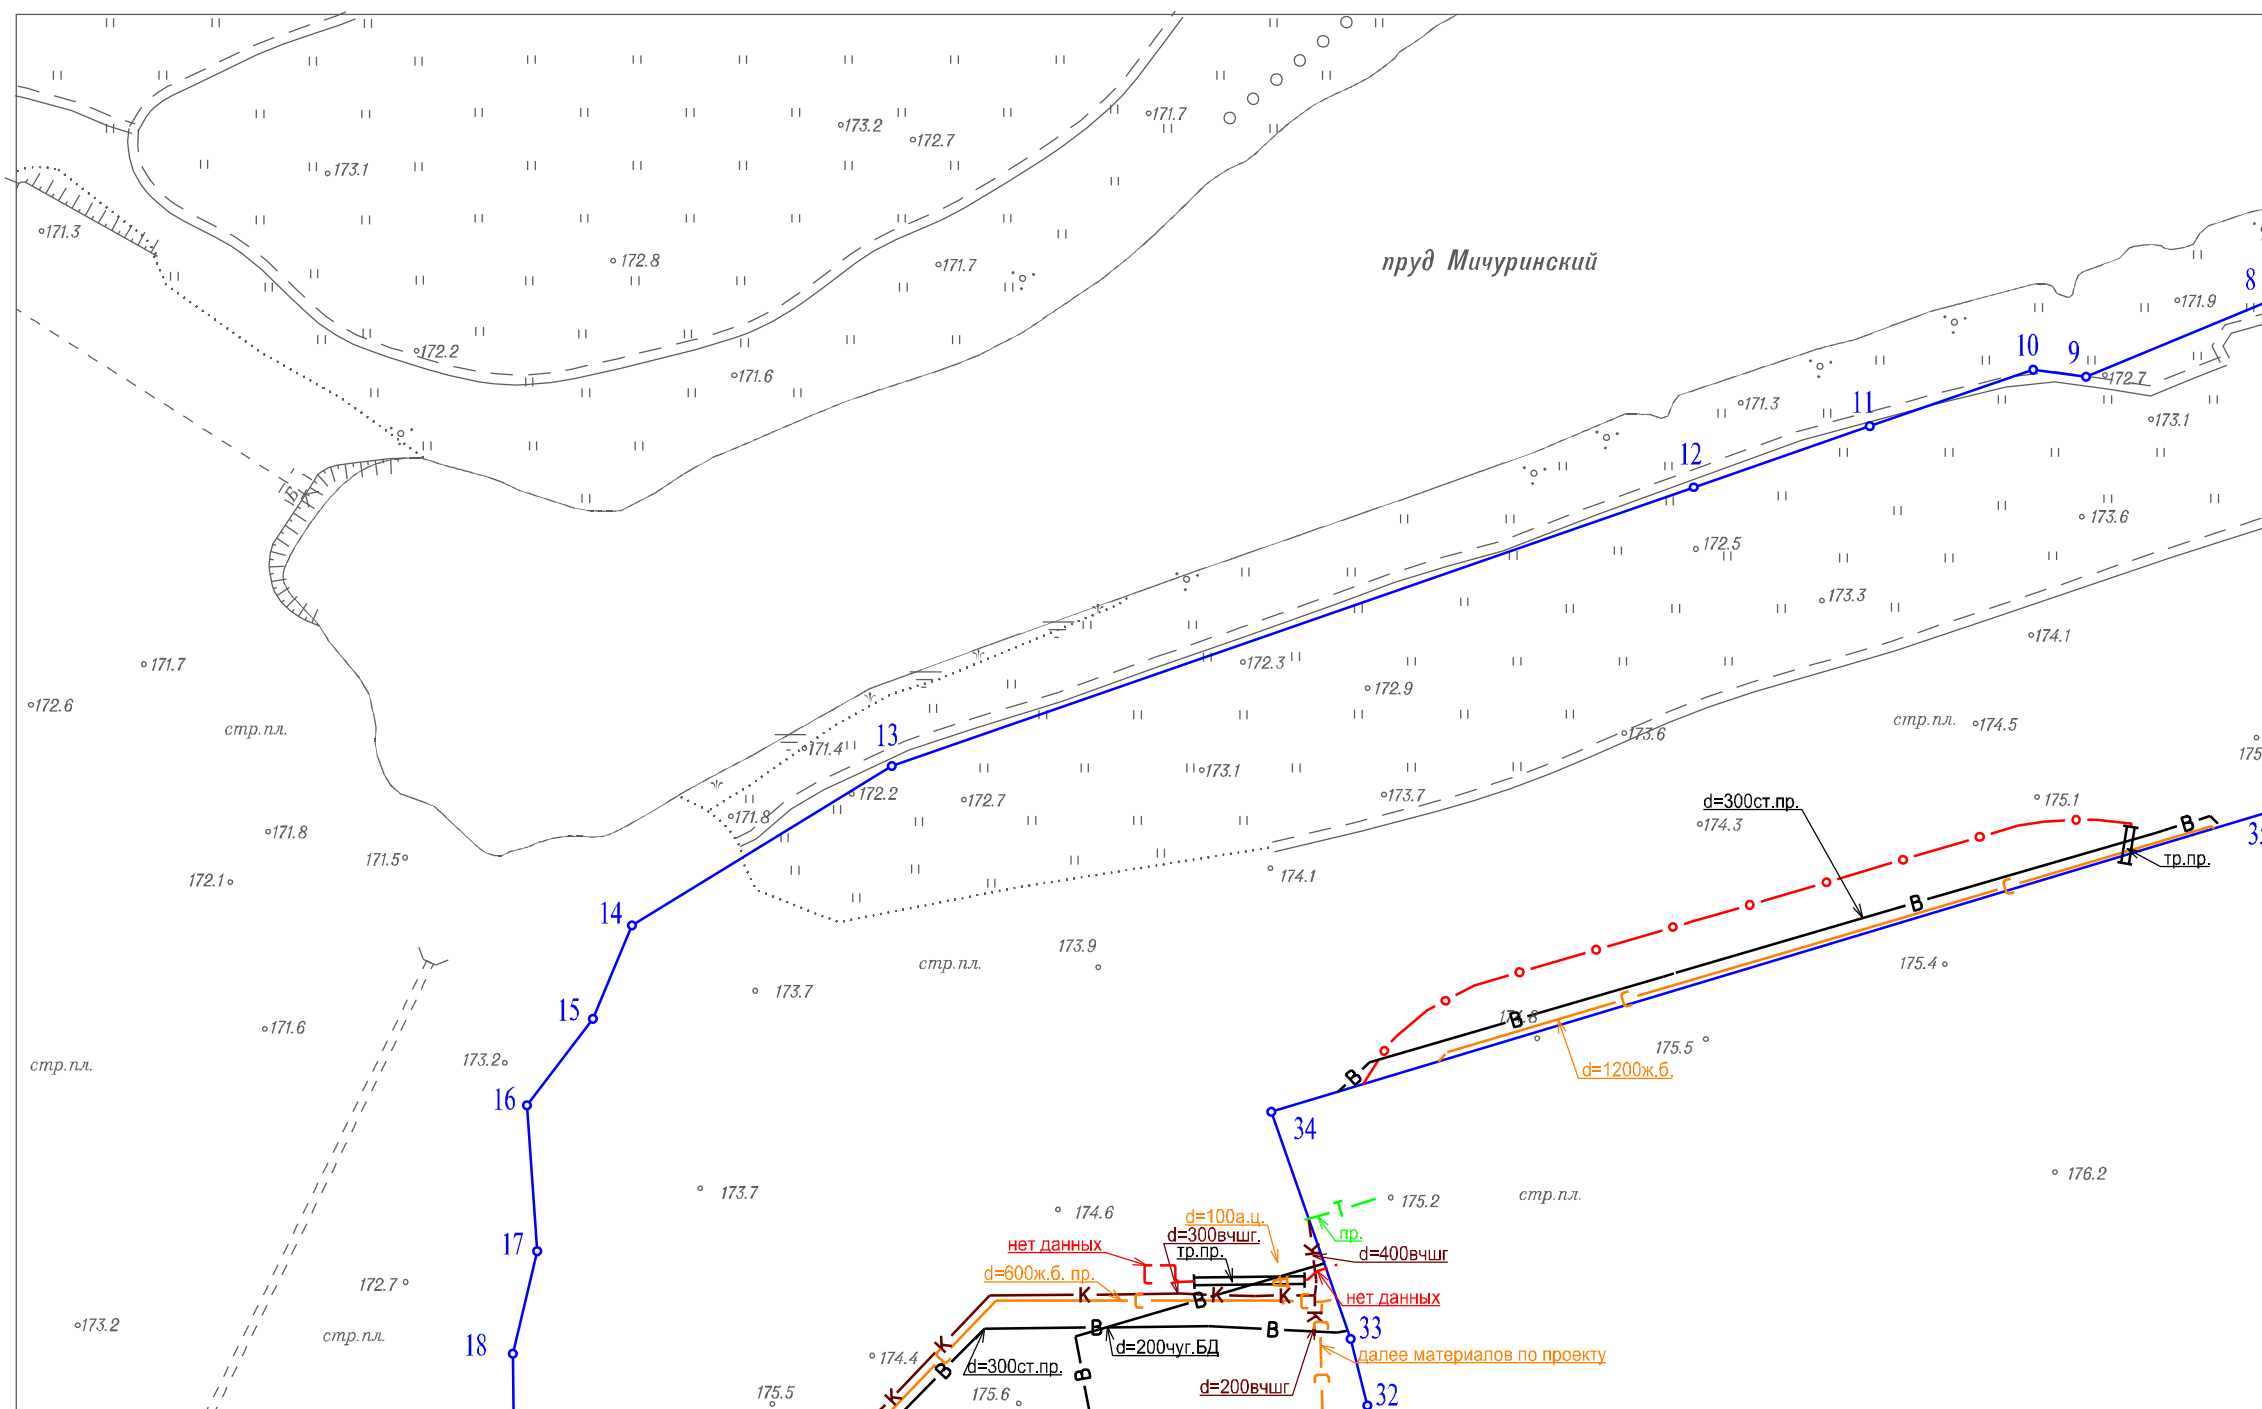 173.2
171.7
172.7
173.1
171.3
172.8
171.7
пруд Мичуринский
8
171.9
172.2
10
9
171.6
172.7
171.3
11
173.1
12
Б
173.6
172.5
173.3
174.1
171.7
172.3
172.9
172.6
стр.пл.
стр.пл.
174.5
173.6
13
171.4
175.
173.1
173.7
172.2
172.7
d=300ст.пр.
175.1
171.8
174.3
В
171.8
171.5
тр.пр.
174.1
172.1
14
В
С
173.9
стр.пл.
175.4
173.7
15
С
171.6
174.8
В
175.5
173.2
стр.пл.
d=1200ж.б.
В
16
34
176.2
173.7
стр.пл.
175.2
Т
174.6
d=100а.ц.
17
d=300вчшг.
пр.
нет данных
тр.пр.
К
d=400вчшг
d=600ж.б. пр.
172.7
В
К
С
В
К
К
С
нет данных
К
173.2
стр.пл.
В
В
33
18
К
С
174.4
d=200чуг.БД
далее материалов по проекту
d=300ст.пр.
В
В
С
d=200вчшг
175.5
175.6
32
К